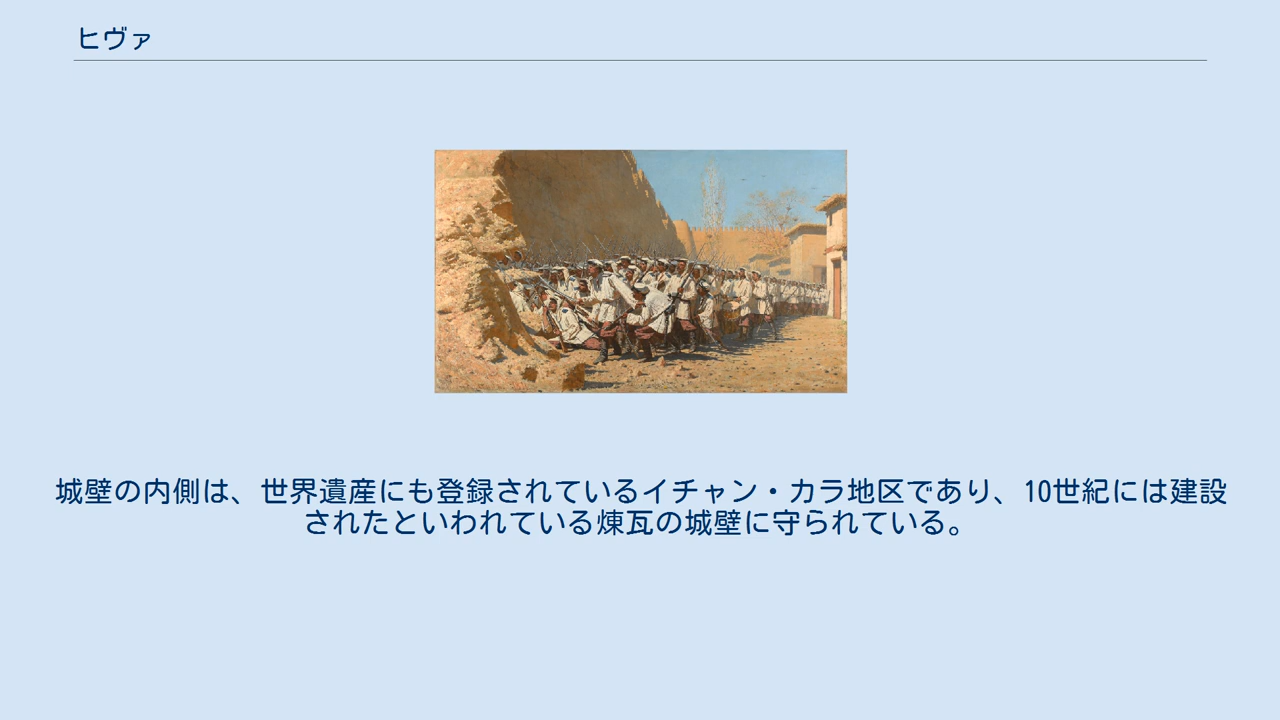 ヒヴァ
城壁の内側は、世界遺産にも登録されているイチャン・カラ地区であり、10世紀には建設
されたといわれている煉瓦の城壁に守られている。